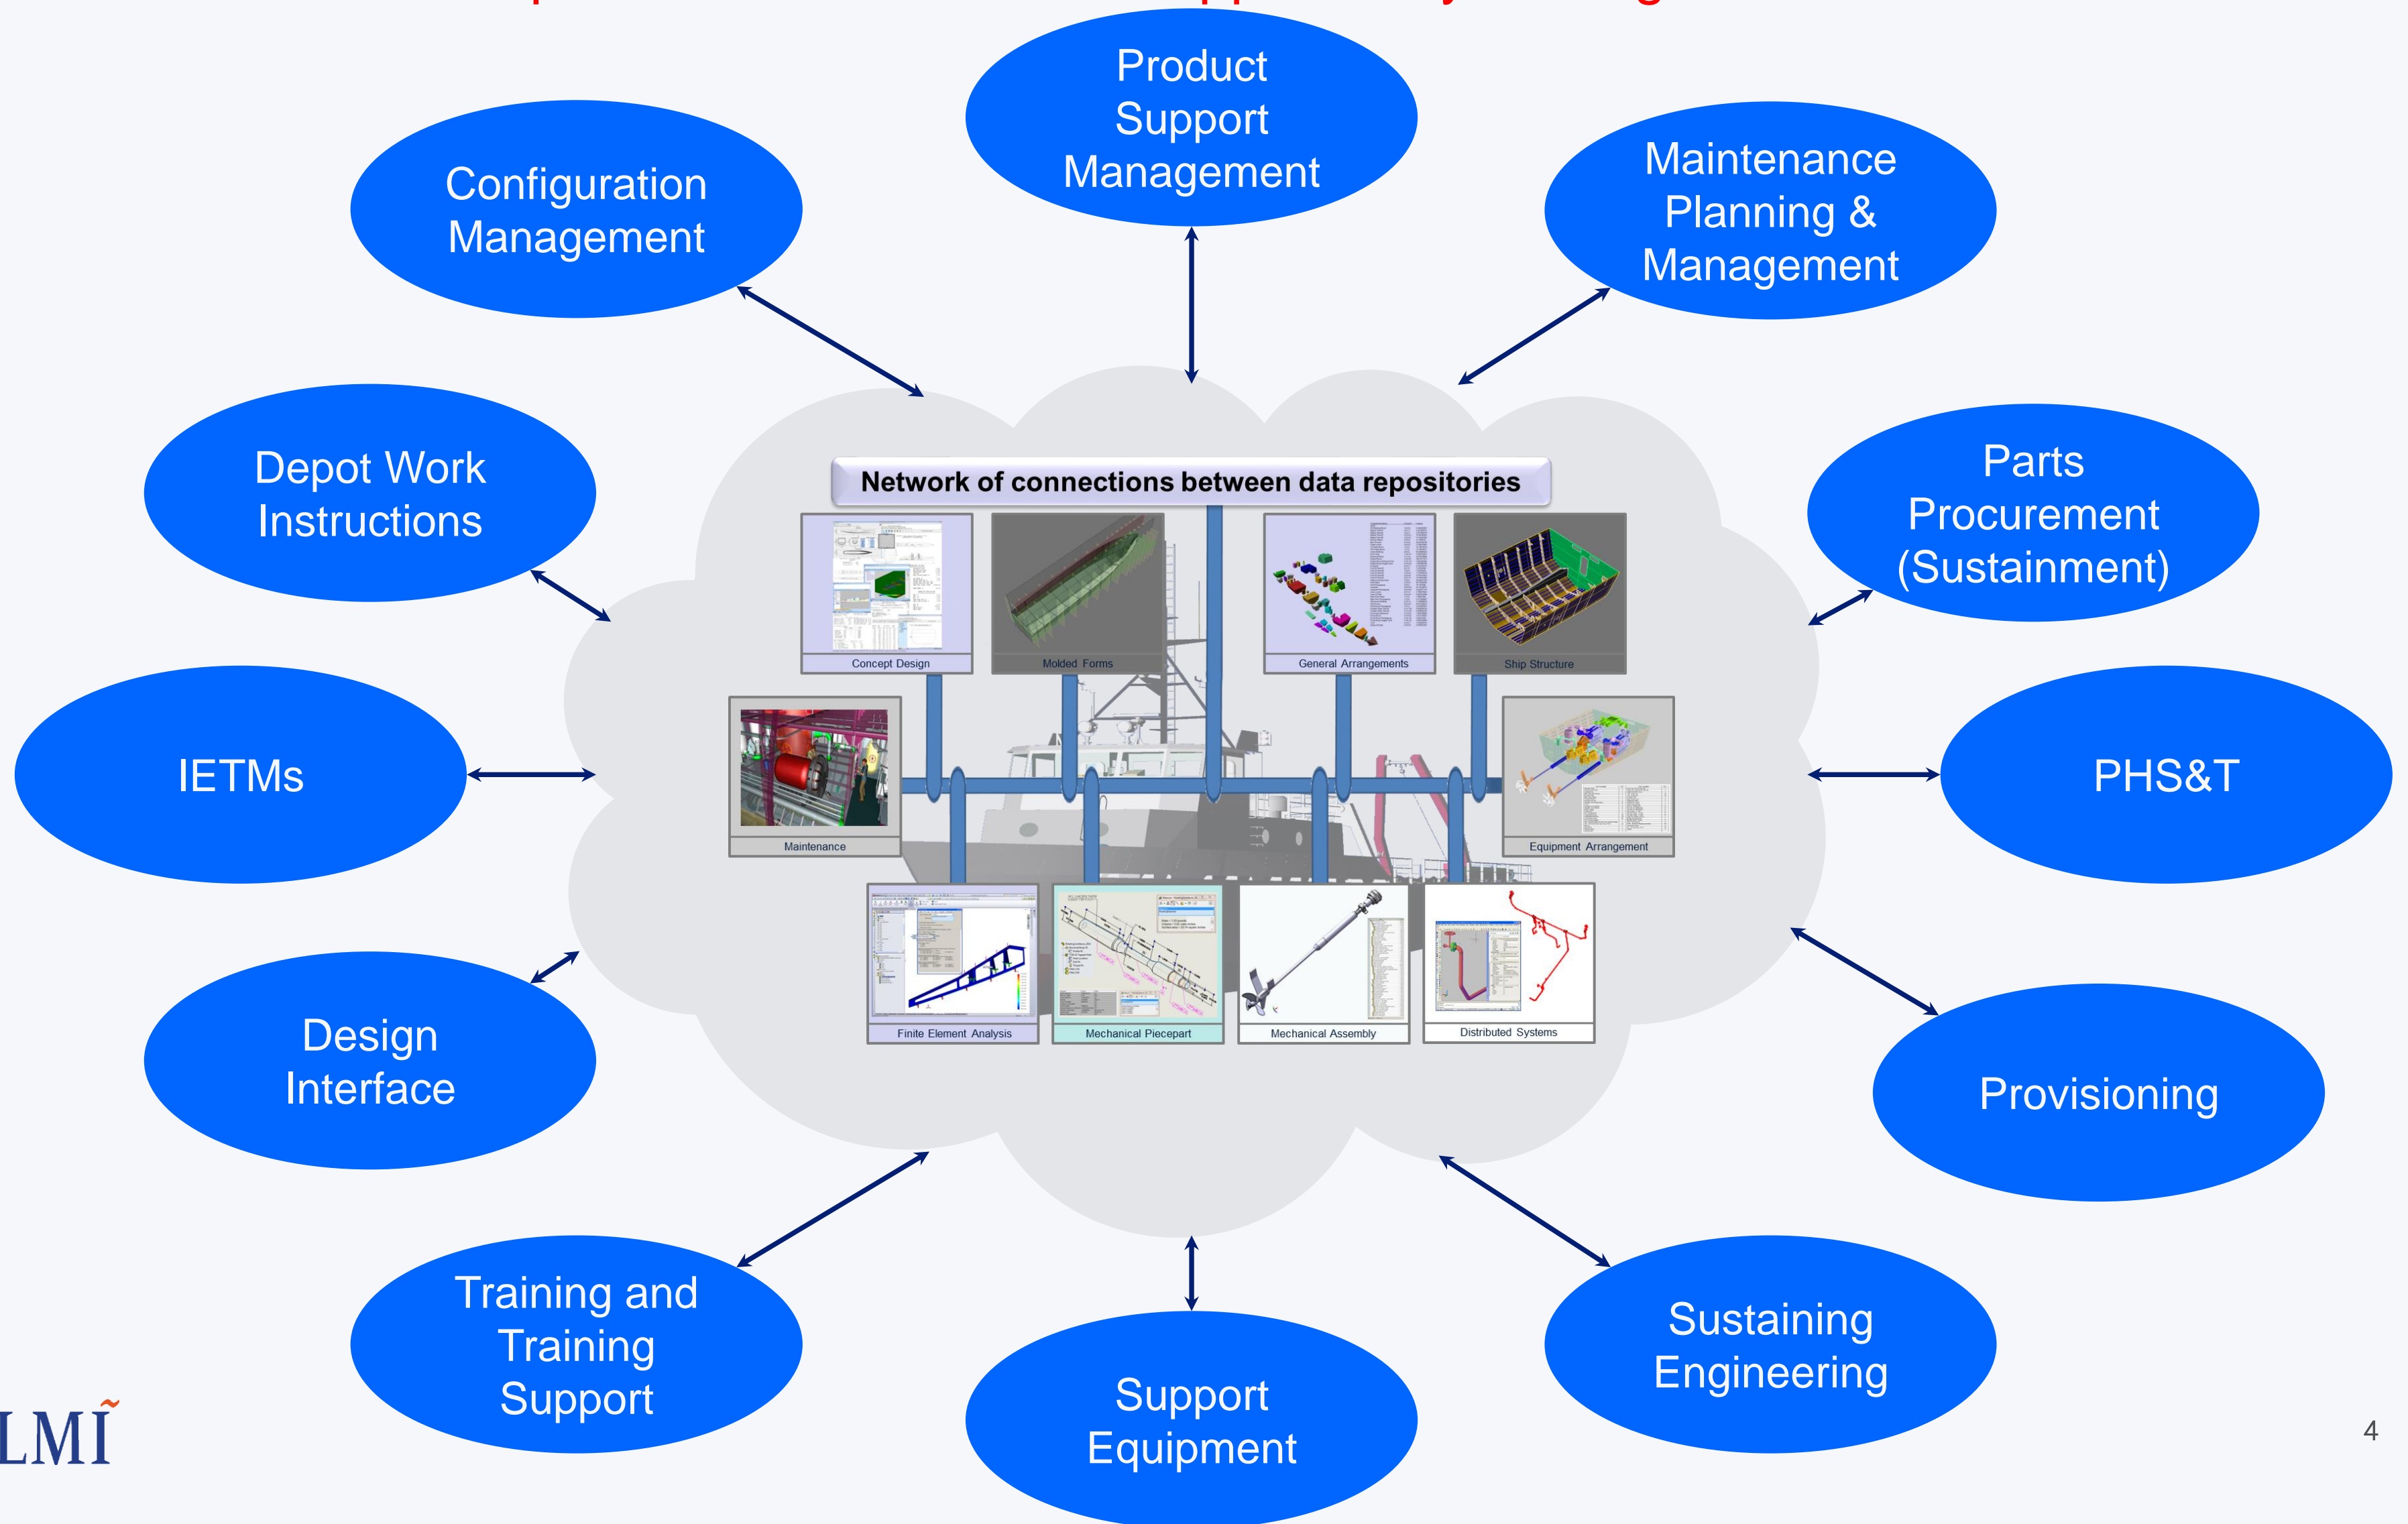 Product
Support
Management
Configuration
Management
Maintenance
Planning &
Management
Depot Work
Instructions
Parts
Procurement
(Sustainment)
Network of connections between data repositories
Concept Design
Molded Forms
General Arrangements
Ship Structure
IETMs
PHS&T
Maintenance
Equipment Arrangement
Finite Element Analysis
Mechanical Piecepart
Mechanical Assembly
Distributed Systems
Design
Interface
Provisioning
Training and
Training
Support
Support
Equipment
Sustaining
Engineering
LMI
4